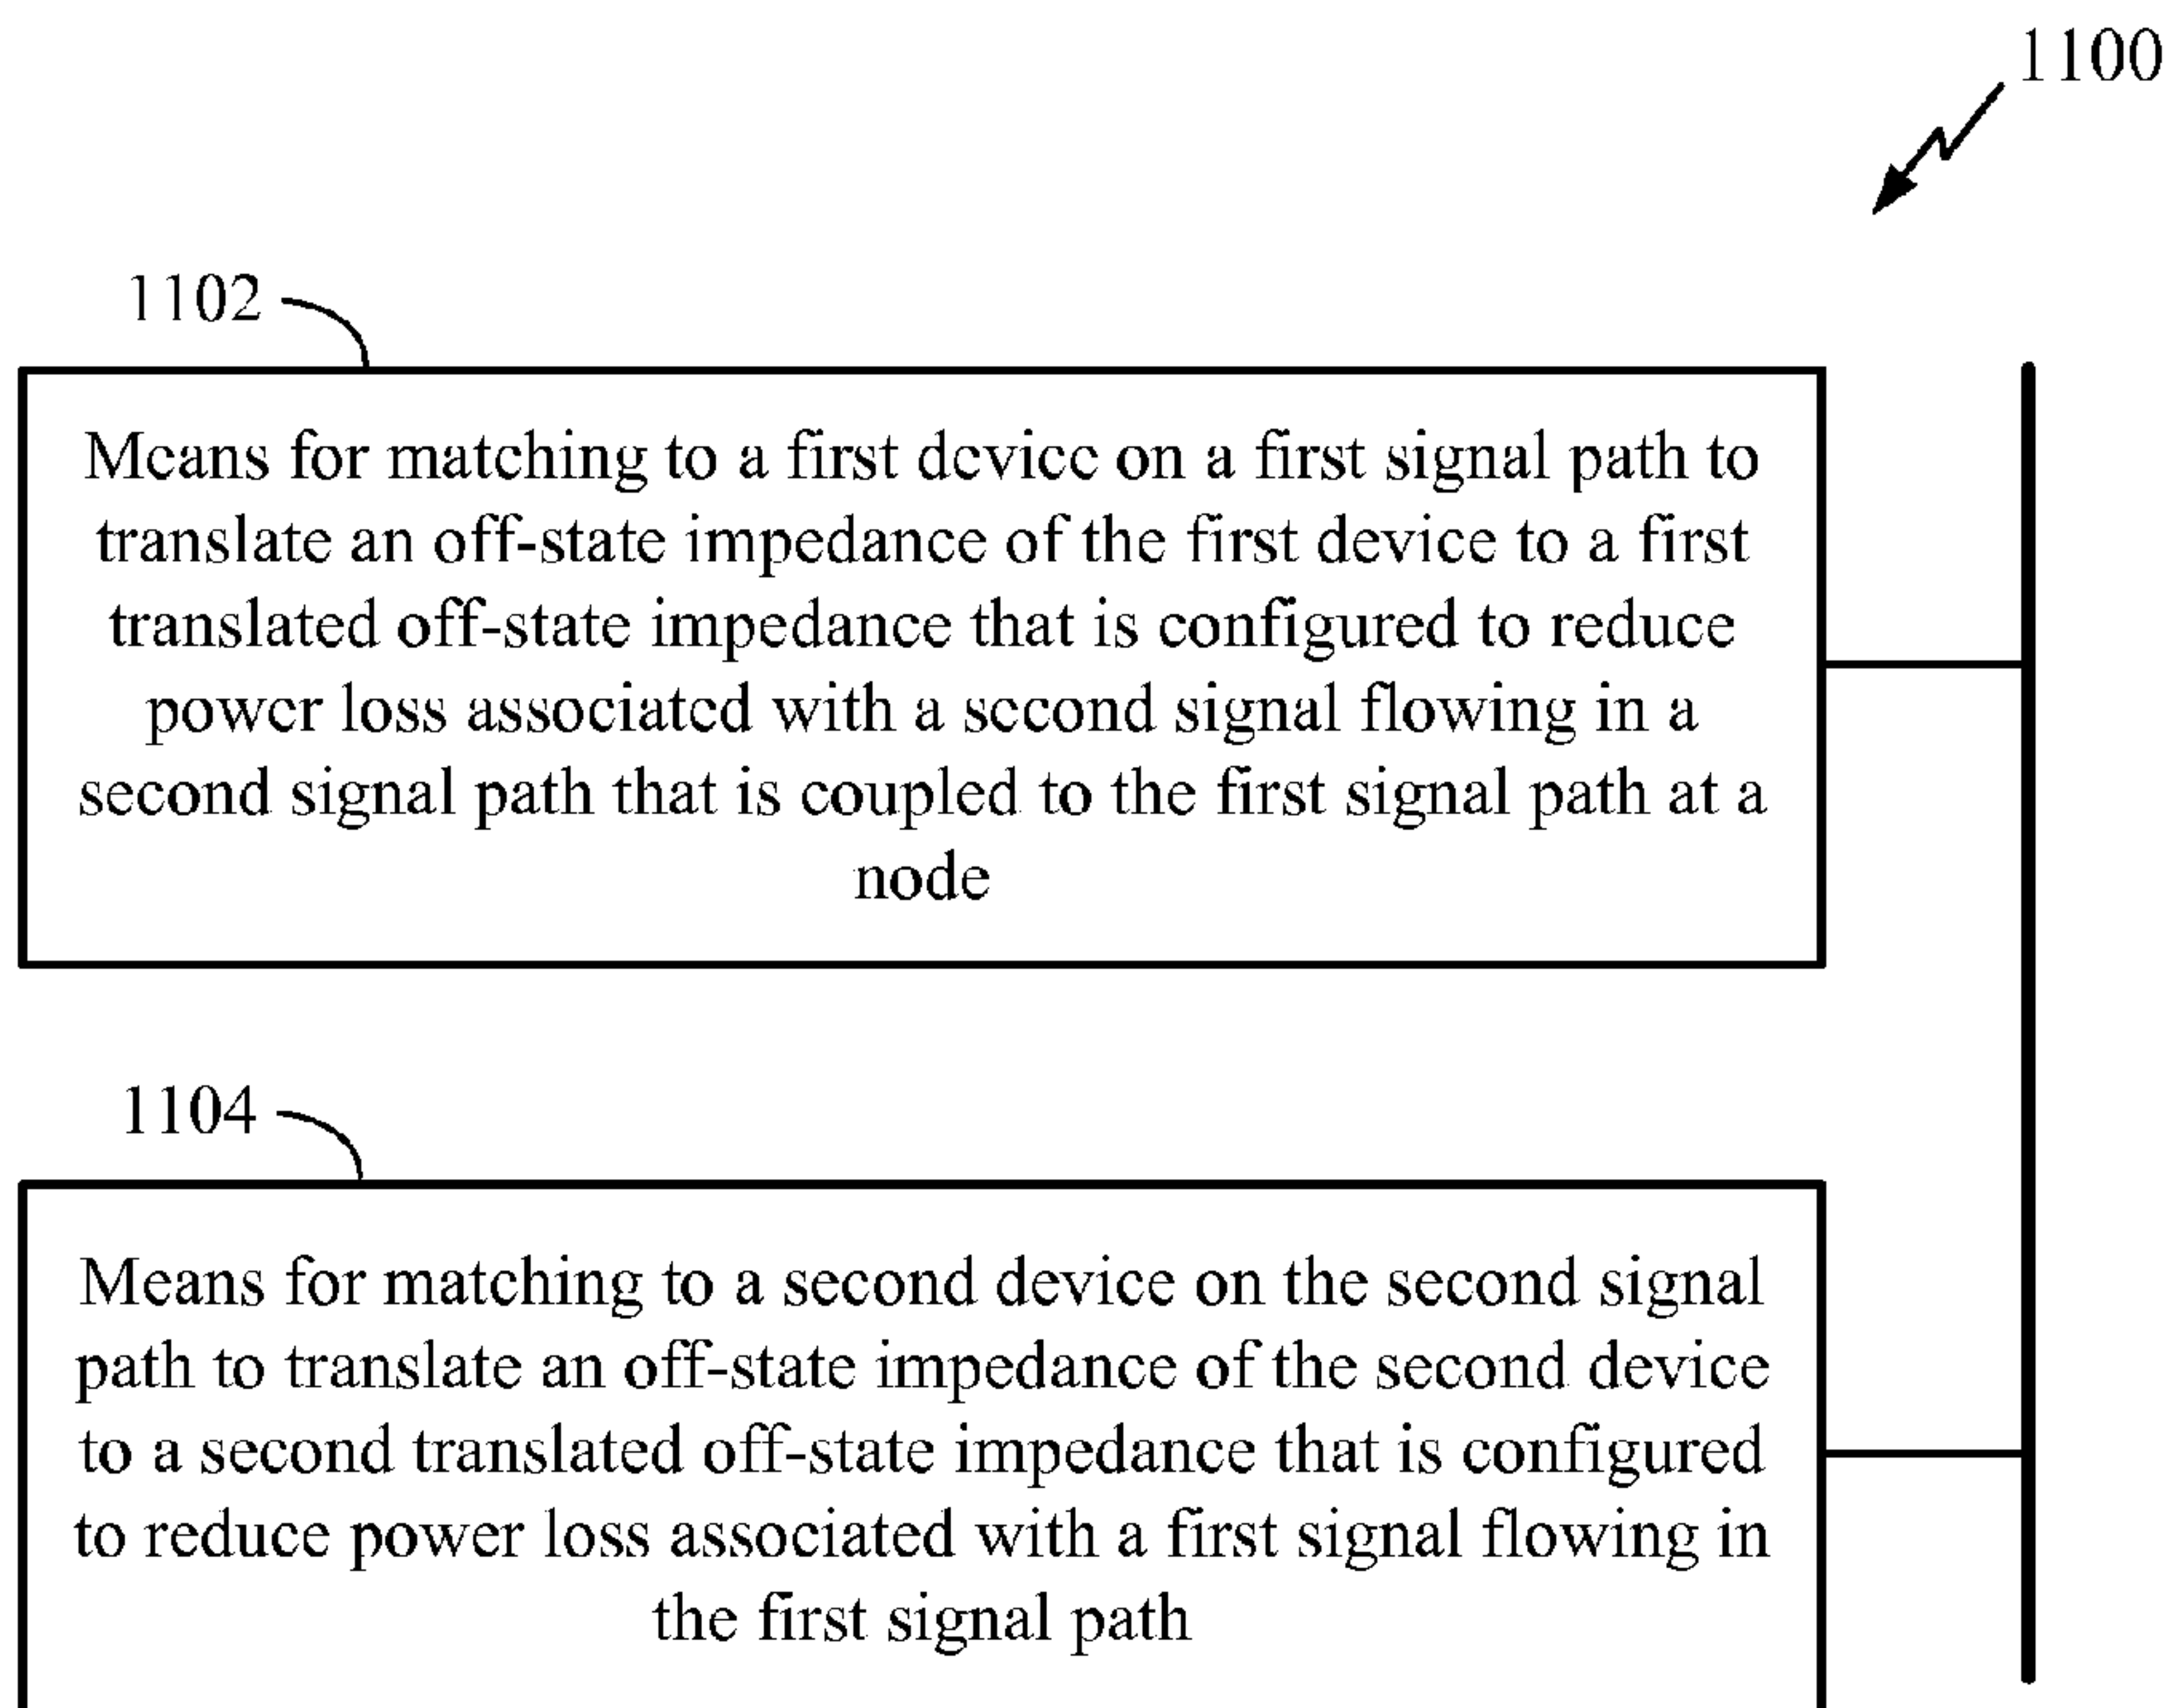 1100
1102
Means for matching to a first device on a first signal path to
translate an off-state impedance of the first device to a first
translated off-state impedance that is configured to reduce
power loss associated with a second signal flowing in a
second signal path that is coupled to the first signal path at a
node
1104
Means for matching to a second device on the second signal
path to translate an off-state impedance of the second device
to a second translated off-state impedance that is configured
to reduce power loss associated with a first signal flowing in
the first signal path